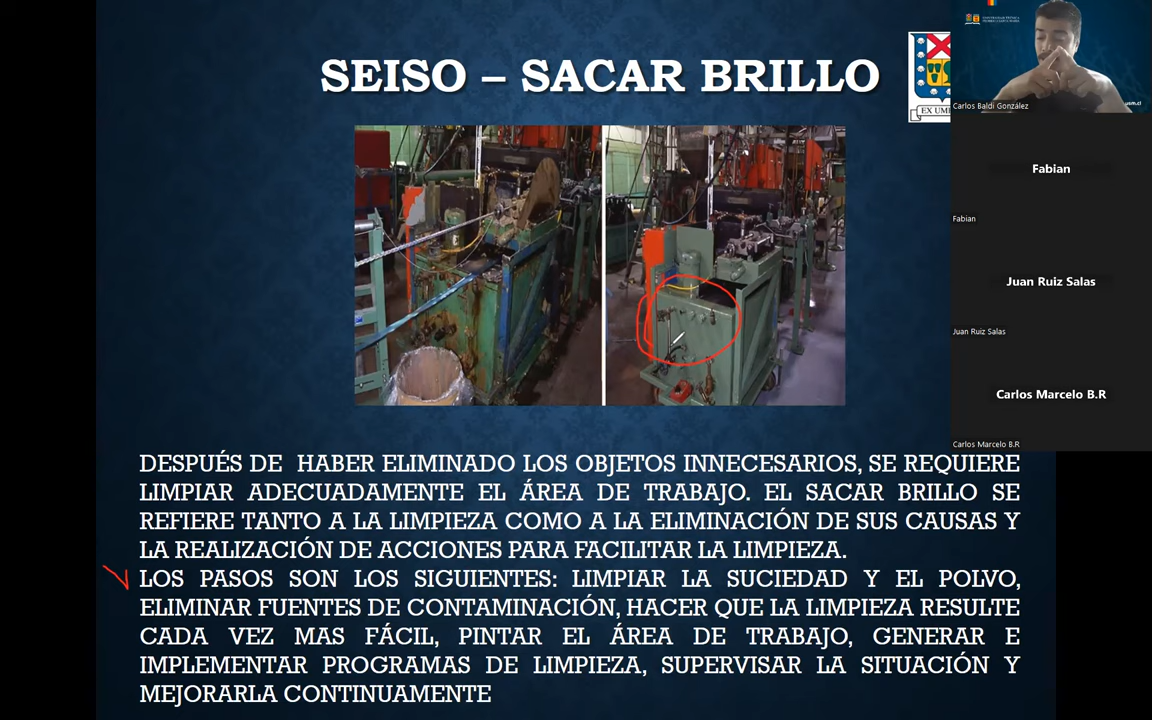 SEISO – SACAR BRILLO
EX UM
DESPUÉS DE HABER ELIMINADO LOS OBJETOS INNECESARIOS, SE REQUIERE
LIMPIAR ADECUADAMENTE EL ÁREA DE TRABAJO. EL SACAR BRILLO SE
REFIERE TANTO A LA LIMPIEZA COMO A LA ELIMINACIÓN DE SUS CAUSAS Y
LA REALIZACIÓN DE ACCIONES PARA FACILITAR LA LIMPIEZA.
LOS PASOS SON LOS SIGUIENTES: LIMPIAR LA SUCIEDAD Y EL POLVO,
ELIMINAR FUENTES DE CONTAMINACIÓN, HACER QUE LA LIMPIEZA RESULTE
CADA VEZ MAS FÁCIL, PINTAR EL ÁREA DE TRABAJO, GENERAR E
IMPLEMENTAR PROGRAMAS DE LIMPIEZA, SUPERVISAR LA SITUACIÓN Y
MEJORARLA CONTINUAMENTE
usm.cl
Carlos Baldi González
Fabian
Fabian
Juan Ruiz Salas
Juan Ruiz Salas
Carlos Marcelo B.R
Carlos Marcelo B.R